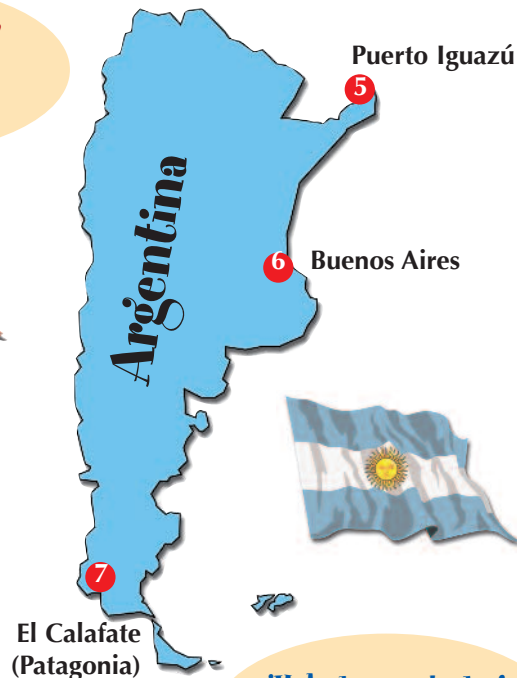 Puerto Iguazú
5
Argentina
6
Buenos Aires
7
El Calafate
(Patagonia)